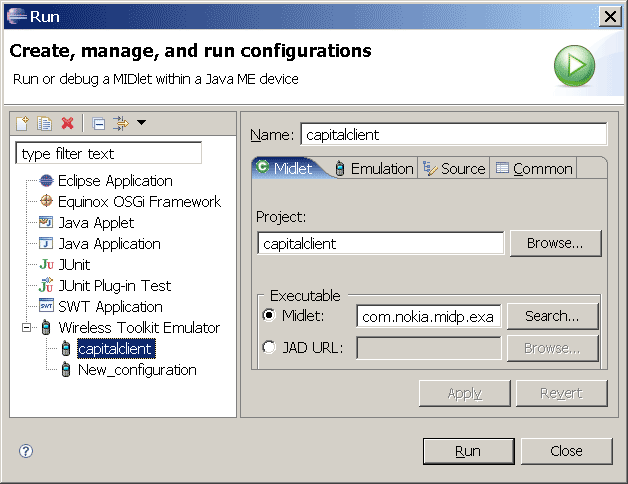 Run
Create, manage, and run configurations
Run or debug a MIDlet within a Java ME device
type filter text
Eclipse Application
Equinox OSGi Framework
Java Applet
Java Application
JUnit
JUnit Plug-in Test
SWT Application
Wireless Toolkit Emulator
capitalclient
New_configuration
Name: capitalclient
Midlet Emulation Source Common
Project:
capitalclient Browse...
Executable
Midlet: com.nokia.midp.exa Search...
JAD URL: Browse...
Apply Revert
Run Close